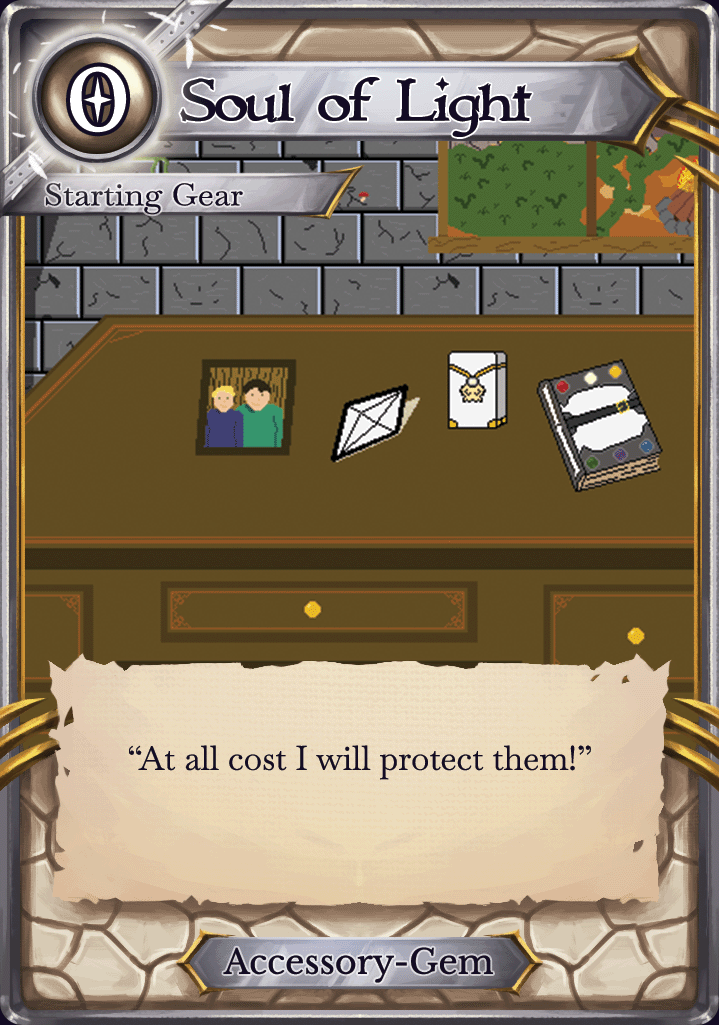 0
Soul of Light
Starting Gear
“At all cost I will protect them!”
Accessory-Gem